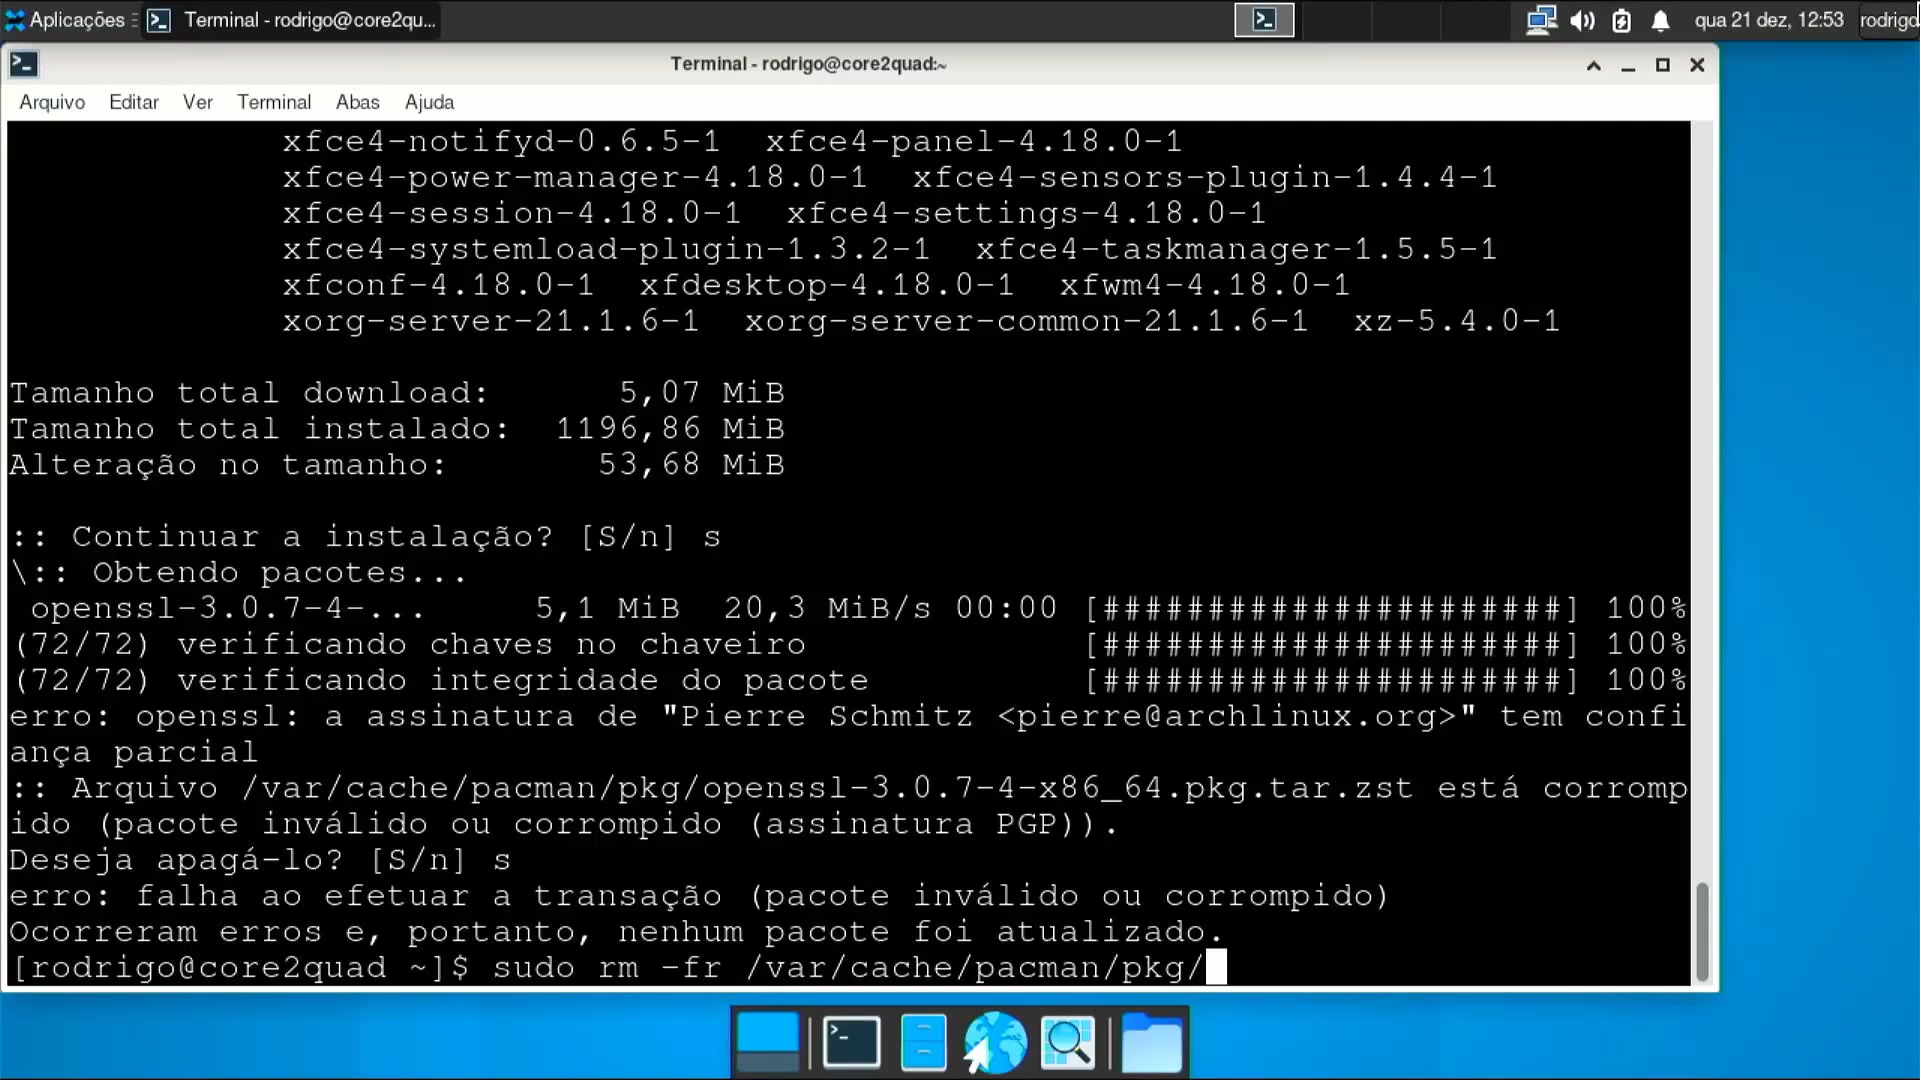 Aplicações
Terminal - rodrigo@core2qu...
qua 21 dez, 12:53
rodrigo
Terminal - rodrigo@core2quad:~
Arquivo Editar Ver Terminal Abas Ajuda
xfce4-notifyd-0.6.5-1 xfce4-panel-4.18.0-1
xfce4-power-manager-4.18.0-1 xfce4-sensors-plugin-1.4.4-1
xfce4-session-4.18.0-1 xfce4-settings-4.18.0-1
xfce4-systemload-plugin-1.3.2-1 xfce4-taskmanager-1.5.5-1
xfconf-4.18.0-1 xfdesktop-4.18.0-1 xfwm4-4.18.0-1
xorg-server-21.1.6-1 xorg-server-common-21.1.6-1 xz-5.4.0-1
Tamanho total download: 5,07 MiB
Tamanho total instalado: 1196,86 MiB
Alteração no tamanho: 53,68 MiB
:: Continuar a instalação? [S/n] s
\:: Obtendo pacotes...
openssl-3.0.7-4-... 5,1 MiB 20,3 MiB/s 00:00 [#######################] 100%
(72/72) verificando chaves no chaveiro [#######################] 100%
(72/72) verificando integridade do pacote [#######################] 100%
erro: openssl: a assinatura de "Pierre Schmitz <pierre@archlinux.org>" tem confi
ança parcial
:: Arquivo /var/cache/pacman/pkg/openssl-3.0.7-4-x86_64.pkg.tar.zst está corromp
ido (pacote inválido ou corrompido (assinatura PGP)).
Deseja apagá-lo? [S/n] s
erro: falha ao efetuar a transação (pacote inválido ou corrompido)
Ocorreram erros e, portanto, nenhum pacote foi atualizado.
[rodrigo@core2quad ~]$ sudo rm -fr /var/cache/pacman/pkg/